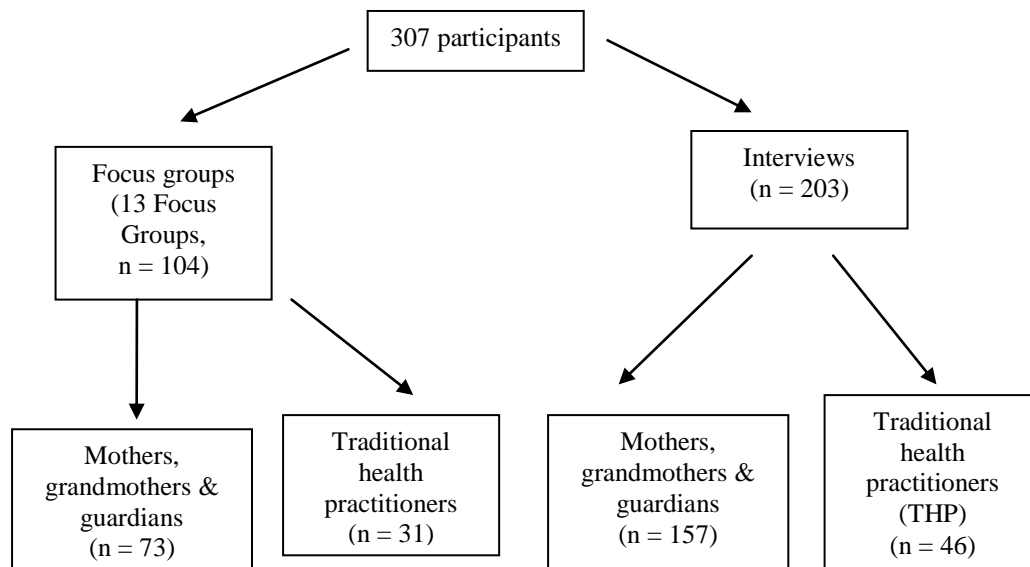 307 participants
Focus groups
(13 Focus
Groups,
n = 104)
Interviews
(n = 203)
Mothers,
grandmothers &
guardians
(n = 73)
Traditional
health
practitioners
(n = 31)
Mothers,
grandmothers &
guardians
(n = 157)
Traditional
health
practitioners
(THP)
(n = 46)